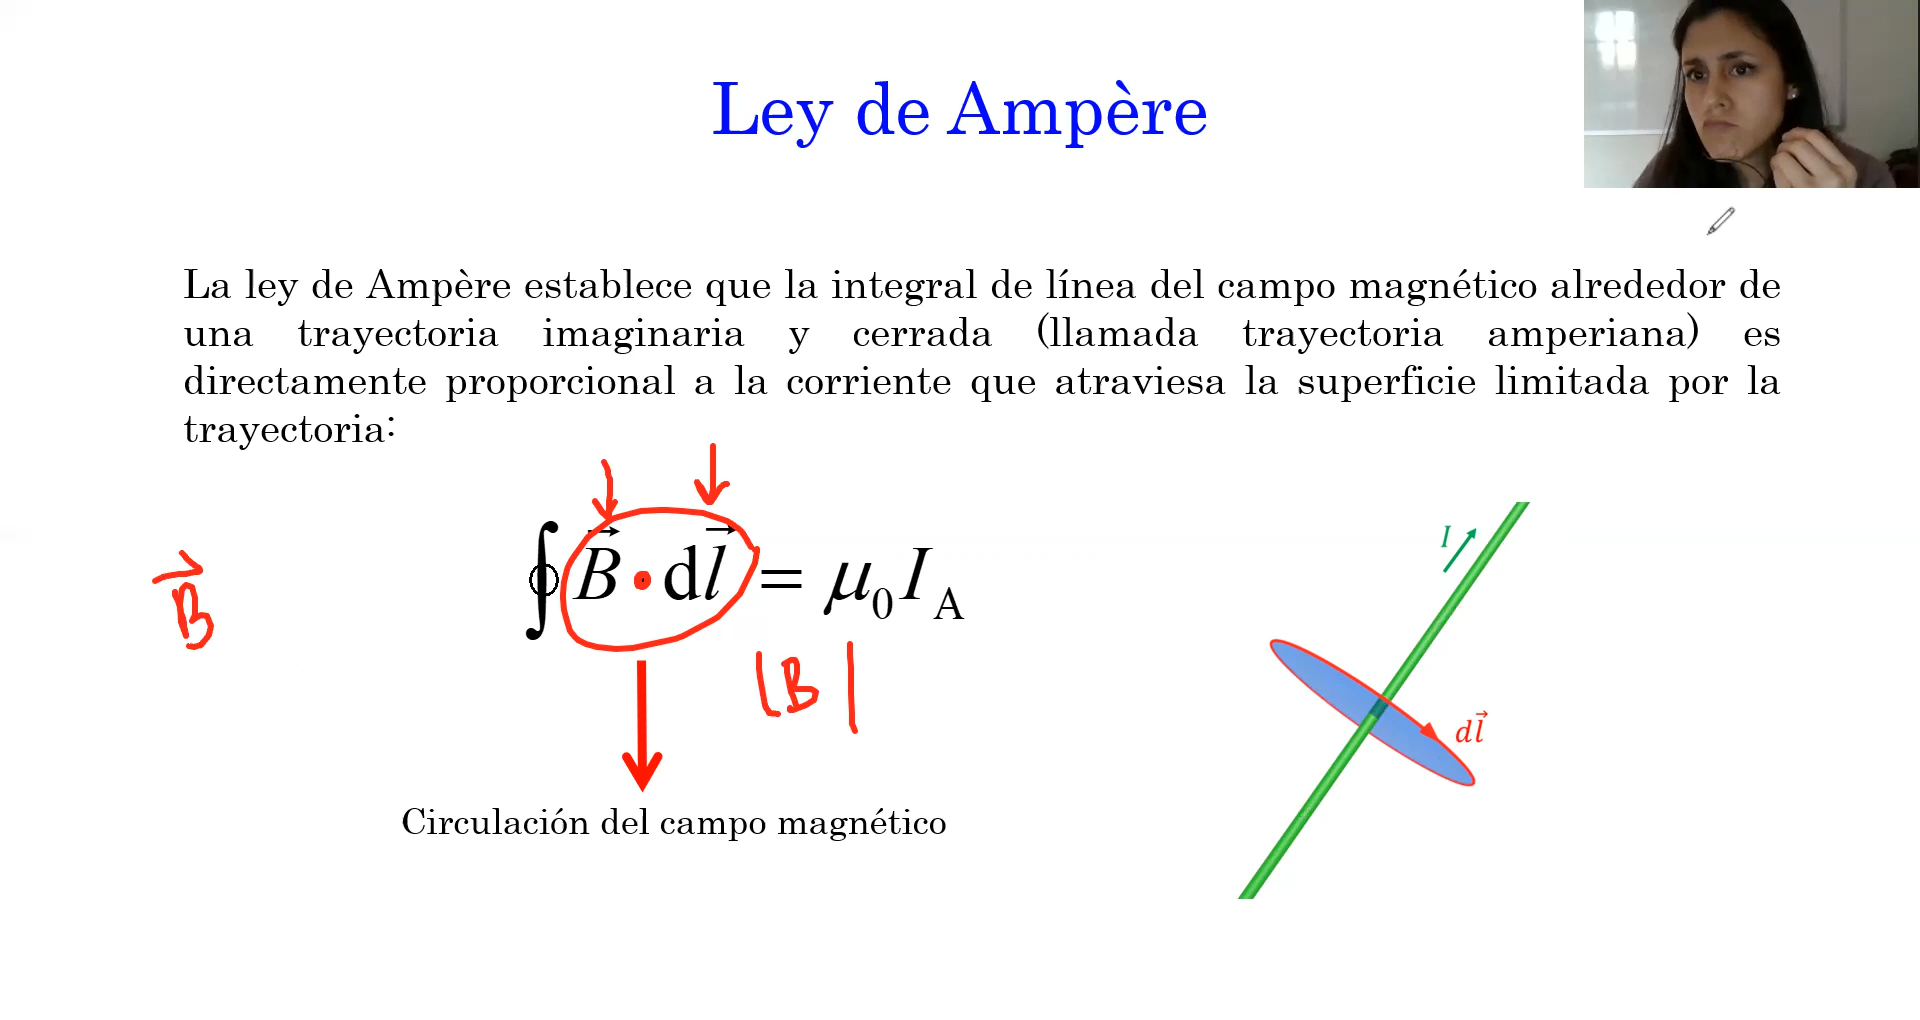 Ley de Ampère
La ley de Ampère establece que la integral de línea del campo magnético alrededor de
una trayectoria imaginaria y cerrada (llamada trayectoria amperiana) es
directamente proporcional a la corriente que atraviesa la superficie limitada por la
trayectoria:
∮ B⃗ • dl⃗ = μ₀ I_A
B⃗
|B|
Circulación del campo magnético
I
dl⃗